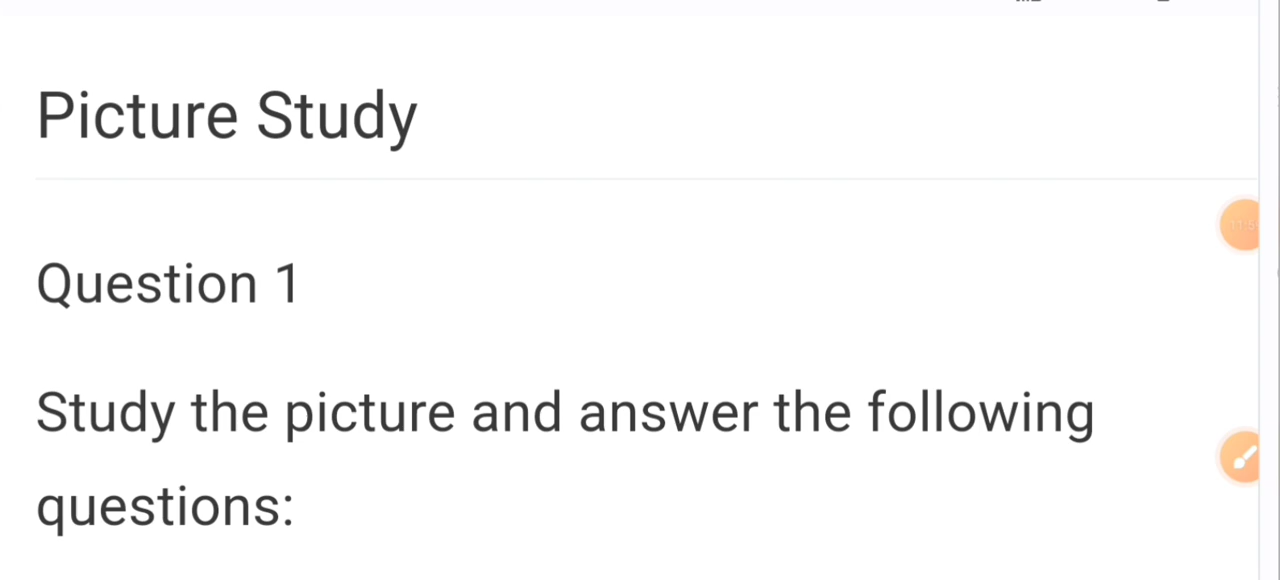 Picture Study
Question 1
Study the picture and answer the following
questions: